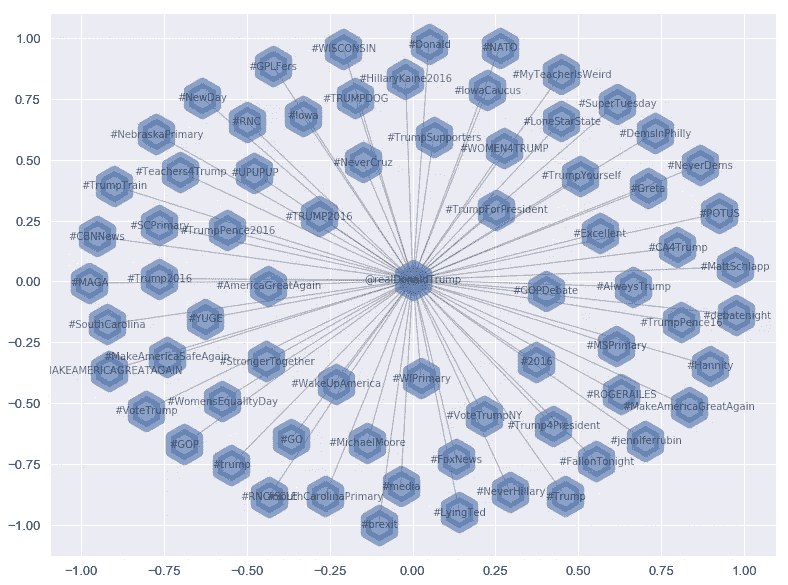 1.00
#Donald
#WISCONSIN
#NATO
#GPLFers
#HillaryKaine2016
#MyTeacherIsWeird
0.75
#NewDay
#TRUMPDOG
#IowaCaucus
#SuperTuesday
#RNC
#Iowa
#LoneStarState
#NebraskaPrimary
#TrumpSupporters
#DemsInPhilly
#WOMEN4TRUMP
0.50
#NeverCruz
#NeverDems
#Teachers4Trump
#UPUPUP
#TrumpYourself
#TrumpTrain
#Greta
0.25
#TRUMP2016
#TrumpForPresident
#POTUS
#SCPrimary
#TrumpPence2016
#Excellent
#CBNNews
#CA4Trump
#MattSchlapp
0.00
#MAGA
#Trump2016
@realDonaldTrump
#AmericaGreatAgain
#GOPDebate
#AlwaysTrump
−0.25
#SouthCarolina
#YUGE
#TrumpPence16
#debatenight
#MSPrimary
#MakeAmericaSafeAgain
#StrongerTogether
#2016
#Hannity
MAKEAMERICAGREATAGAIN
#WakeUpAmerica
#WIPrimary
#ROGERAILES
−0.50
#VoteTrump
#WomensEqualityDay
#VoteTrumpNY
#MakeAmericaGreatAgain
#Trump4President
#GOP
#GO
#MichaelMoore
#jenniferrubin
−0.75
#trump
#FoxNews
#FallonTonight
#media
#NeverHillary
#Trump
#SouthCarolinaPrimary
−1.00
#brexit
#LyingTed
−1.00 −0.75 −0.50 −0.25 0.00 0.25 0.50 0.75 1.00